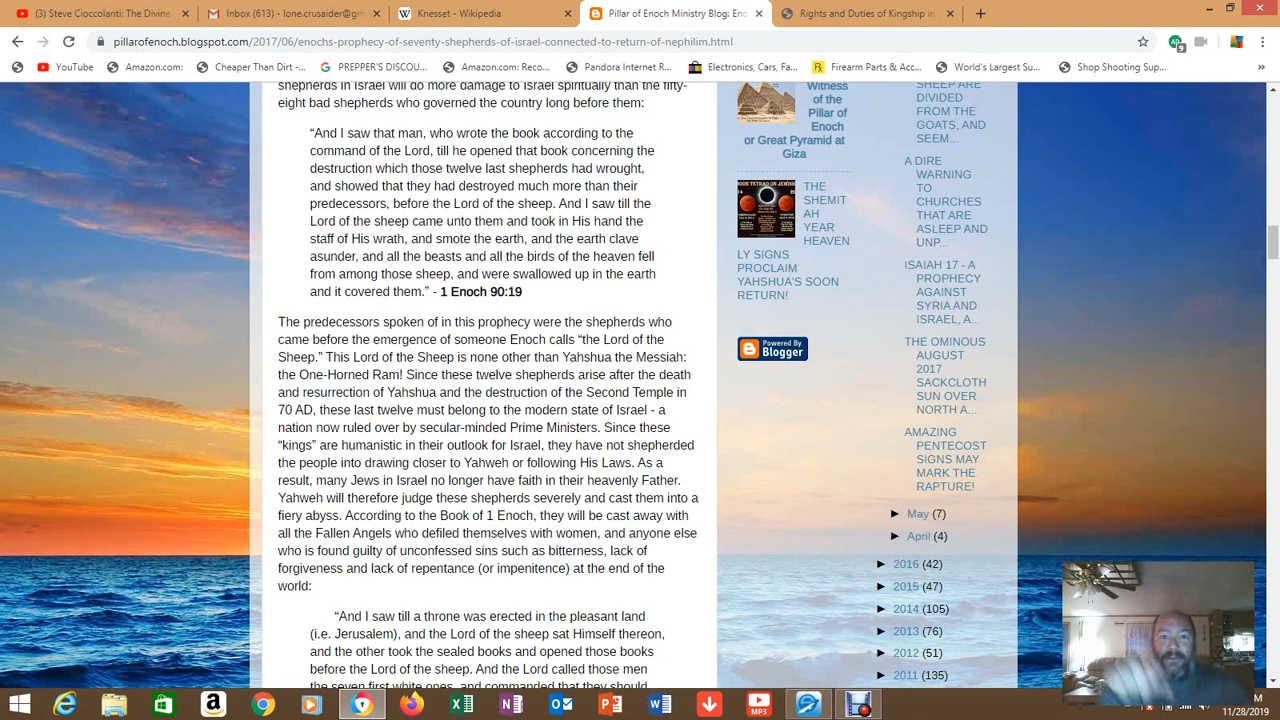 (3) Steve Cioccolanti: The Divine
Inbox (613) - lone.crusaider@gm
Knesset - Wikipedia
Pillar of Enoch Ministry Blog: Eno
Rights and Duties of Kingship in
pillarofenoch.blogspot.com/2017/06/enochs-prophecy-of-seventy-shepherds-of-israel-connected-to-return-of-nephilim.html
9
YouTube
Amazon.com:
Cheaper Than Dirt -...
PREPPER'S DISCOU...
Amazon.com: Reco...
Pandora Internet R...
Electronics, Cars, Fa...
Firearm Parts & Acc...
World's Largest Su...
Shop Shooting Sup...
»
shepherds in Israel will do more damage to Israel spiritually than the fifty-
eight bad shepherds who governed the country long before them:
“And I saw that man, who wrote the book according to the
command of the Lord, till he opened that book concerning the
destruction which those twelve last shepherds had wrought,
and showed that they had destroyed much more than their
predecessors, before the Lord of the sheep. And I saw till the
Lord of the sheep came unto them and took in His hand the
staff of His wrath, and smote the earth, and the earth clave
asunder, and all the beasts and all the birds of the heaven fell
from among those sheep, and were swallowed up in the earth
and it covered them.” - 1 Enoch 90:19
The predecessors spoken of in this prophecy were the shepherds who
came before the emergence of someone Enoch calls “the Lord of the
Sheep.” This Lord of the Sheep is none other than Yahshua the Messiah:
the One-Horned Ram! Since these twelve shepherds arise after the death
and resurrection of Yahshua and the destruction of the Second Temple in
70 AD, these last twelve must belong to the modern state of Israel - a
nation now ruled over by secular-minded Prime Ministers. Since these
“kings” are humanistic in their outlook for Israel, they have not shepherded
the people into drawing closer to Yahweh or following His Laws. As a
result, many Jews in Israel no longer have faith in their heavenly Father.
Yahweh will therefore judge these shepherds severely and cast them into a
fiery abyss. According to the Book of 1 Enoch, they will be cast away with
all the Fallen Angels who defiled themselves with women, and anyone else
who is found guilty of unconfessed sins such as bitterness, lack of
forgiveness and lack of repentance (or impenitence) at the end of the
world:
“And I saw till a throne was erected in the pleasant land
(i.e. Jerusalem), and the Lord of the sheep sat Himself thereon,
and the other took the sealed books and opened those books
before the Lord of the sheep. And the Lord called those men
the seven first white ones, and commanded that they should
Witness
of the
Pillar of
Enoch
or Great Pyramid at
Giza
THE
SHEMIT
AH
YEAR
HEAVEN
LY SIGNS
PROCLAIM
YAHSHUA'S SOON
RETURN!
Powered By
Blogger
SHEEP ARE
DIVIDED
FROM THE
GOATS, AND
SEEM...
A DIRE
WARNING
TO
CHURCHES
THAT ARE
ASLEEP AND
UNP...
ISAIAH 17 - A
PROPHECY
AGAINST
SYRIA AND
ISRAEL, A...
THE OMINOUS
AUGUST
2017
SACKCLOTH
SUN OVER
NORTH A...
AMAZING
PENTECOST
SIGNS MAY
MARK THE
RAPTURE!
► May (7)
► April (4)
► 2016 (42)
► 2015 (47)
► 2014 (105)
► 2013 (76)
► 2012 (51)
► 2011 (135)
MP3
11/28/2019